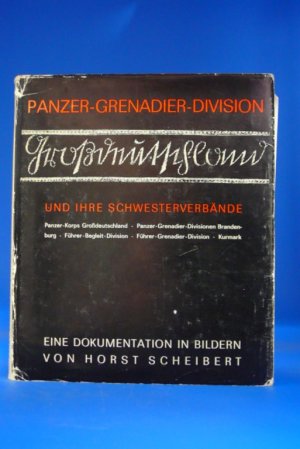 PANZER-GRENADIER-DIVISION
Großdeutschland
UND IHRE SCHWESTERVERBÄNDE
Panzer-Korps Großdeutschland · Panzer-Grenadier-Divisionen Branden-
burg · Führer-Begleit-Division · Führer-Grenadier-Division · Kurmark
EINE DOKUMENTATION IN BILDERN
VON HORST SCHEIBERT